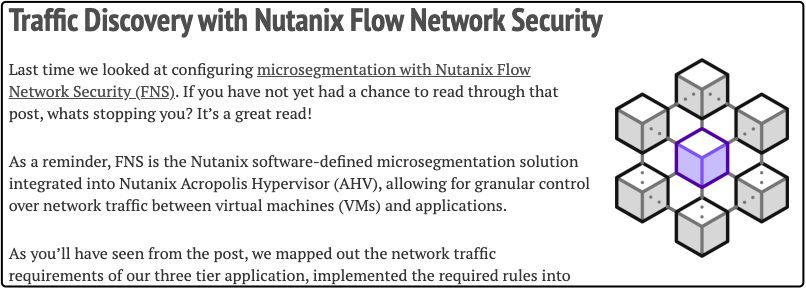 Traffic Discovery with Nutanix Flow Network Security
Last time we looked at configuring microsegmentation with Nutanix Flow
Network Security (FNS). If you have not yet had a chance to read through that
post, whats stopping you? It’s a great read!
As a reminder, FNS is the Nutanix software-defined microsegmentation solution
integrated into Nutanix Acropolis Hypervisor (AHV), allowing for granular control
over network traffic between virtual machines (VMs) and applications.
As you’ll have seen from the post, we mapped out the network traffic
requirements of our three tier application, implemented the required rules into